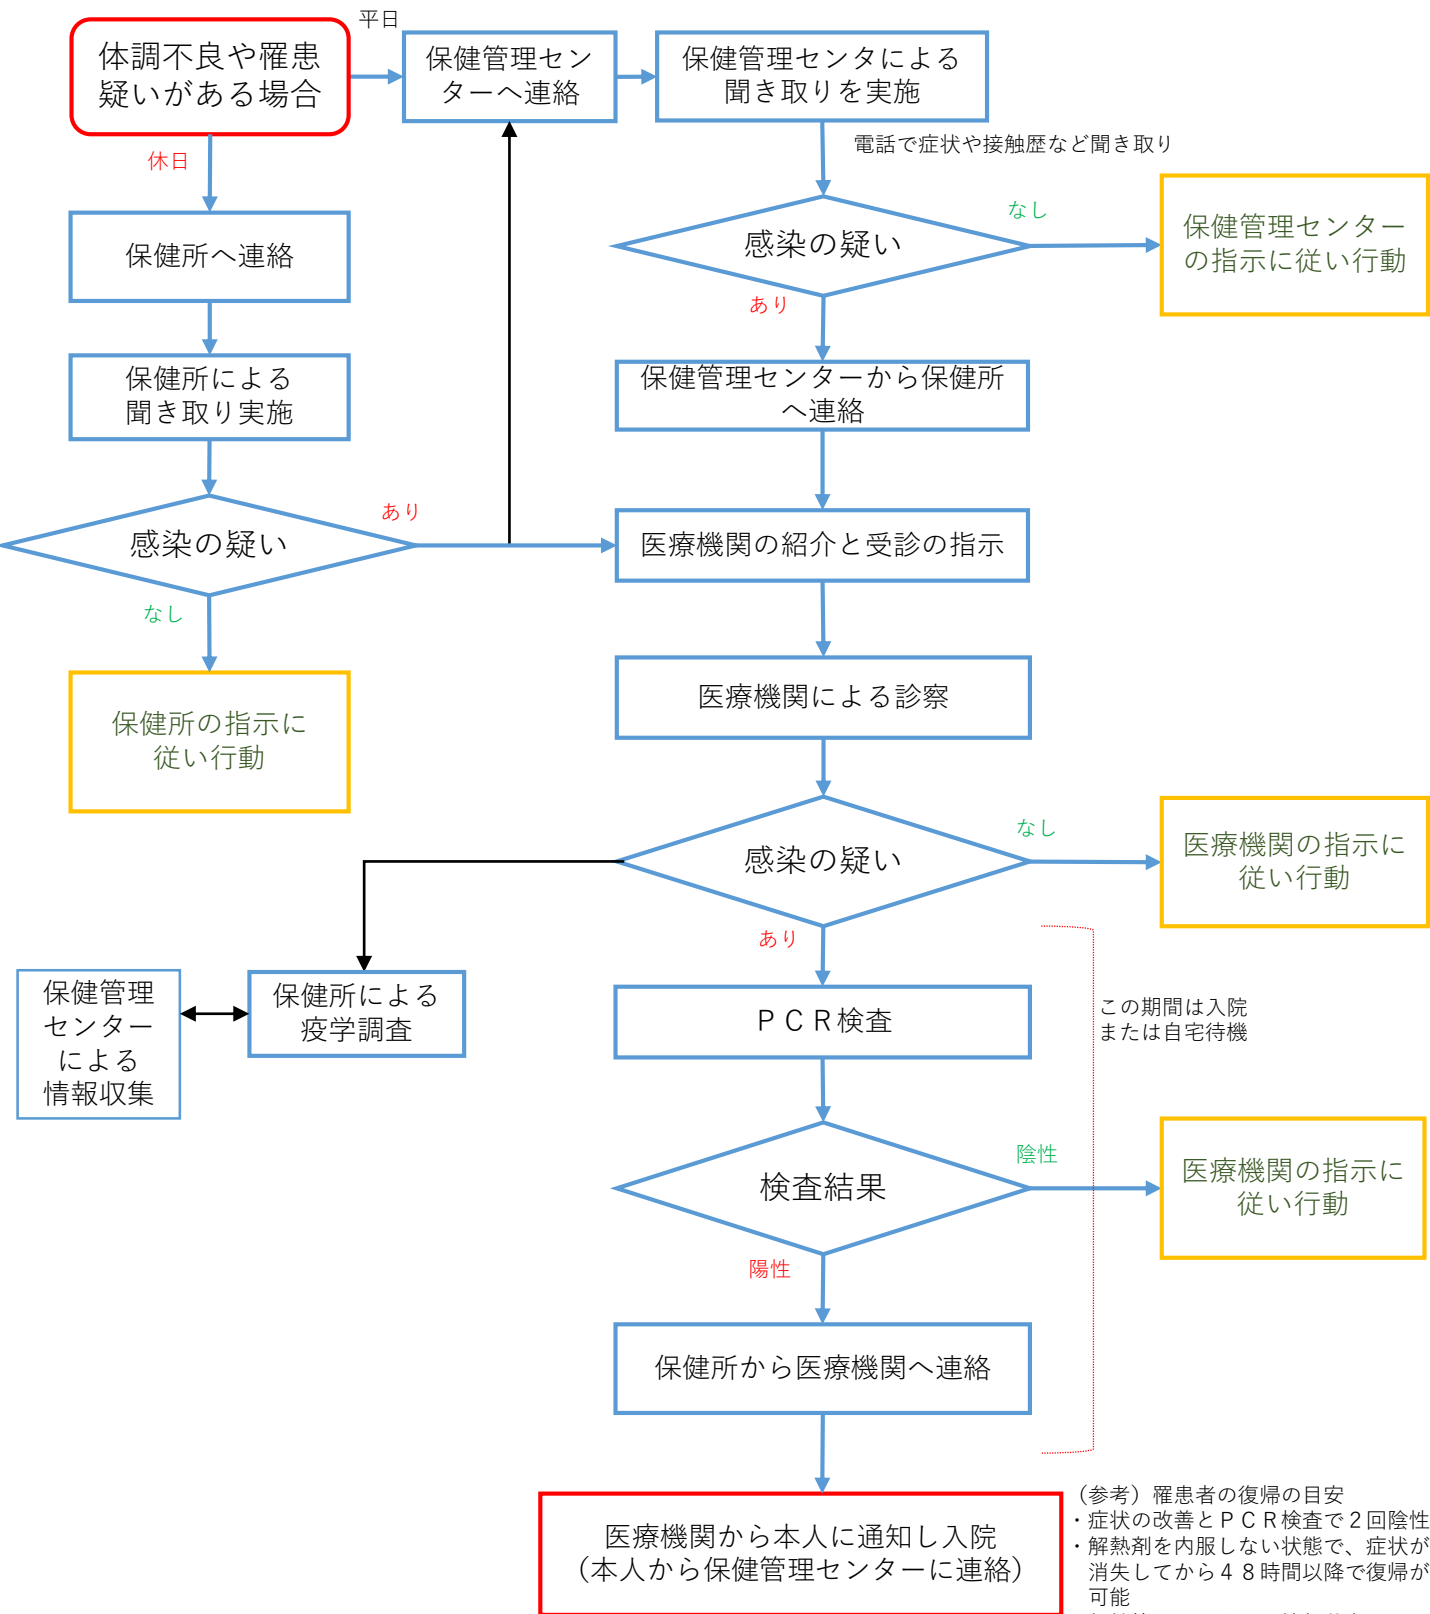 平日
体調不良や罹患
疑いがある場合
保健管理セン
ターへ連絡
保健管理センタによる
聞き取りを実施
電話で症状や接触歴など聞き取り
休日
保健所へ連絡
感染の疑い
なし
保健管理センター
の指示に従い行動
あり
保健所による
聞き取り実施
保健管理センターから保健所
へ連絡
感染の疑い
あり
医療機関の紹介と受診の指示
なし
保健所の指示に
従い行動
医療機関による診察
感染の疑い
なし
医療機関の指示に
従い行動
あり
保健管理
センター
による
情報収集
保健所による
疫学調査
ＰＣＲ検査
この期間は入院
または自宅待機
検査結果
陰性
医療機関の指示に
従い行動
陽性
保健所から医療機関へ連絡
医療機関から本人に通知し入院
（本人から保健管理センターに連絡）
（参考）罹患者の復帰の目安
・症状の改善とＰＣＲ検査で２回陰性
・解熱剤を内服しない状態で、症状が
消失してから４８時間以降で復帰が
可能